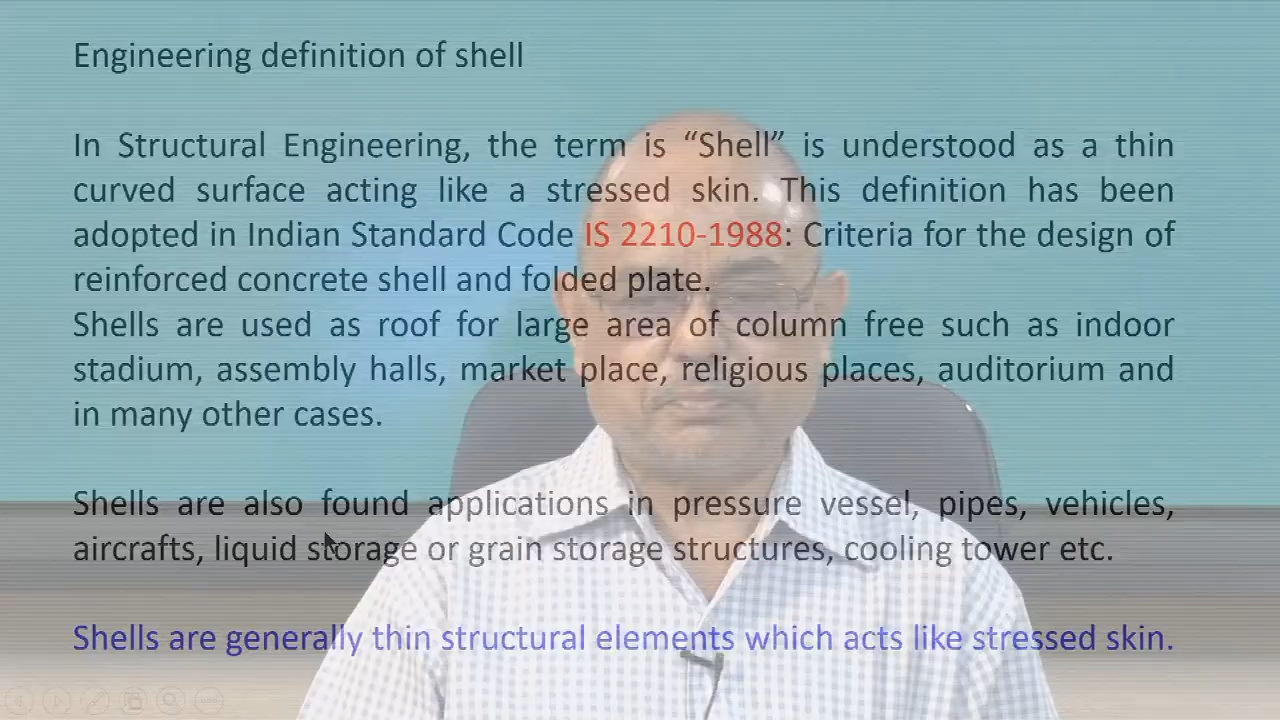 Engineering definition of shell
In Structural Engineering, the term is “Shell” is understood as a thin
curved surface acting like a stressed skin. This definition has been
adopted in Indian Standard Code IS 2210-1988: Criteria for the design of
reinforced concrete shell and folded plate.
Shells are used as roof for large area of column free such as indoor
stadium, assembly halls, market place, religious places, auditorium and
in many other cases.
Shells are also found applications in pressure vessel, pipes, vehicles,
aircrafts, liquid storage or grain storage structures, cooling tower etc.
Shells are generally thin structural elements which acts like stressed skin.